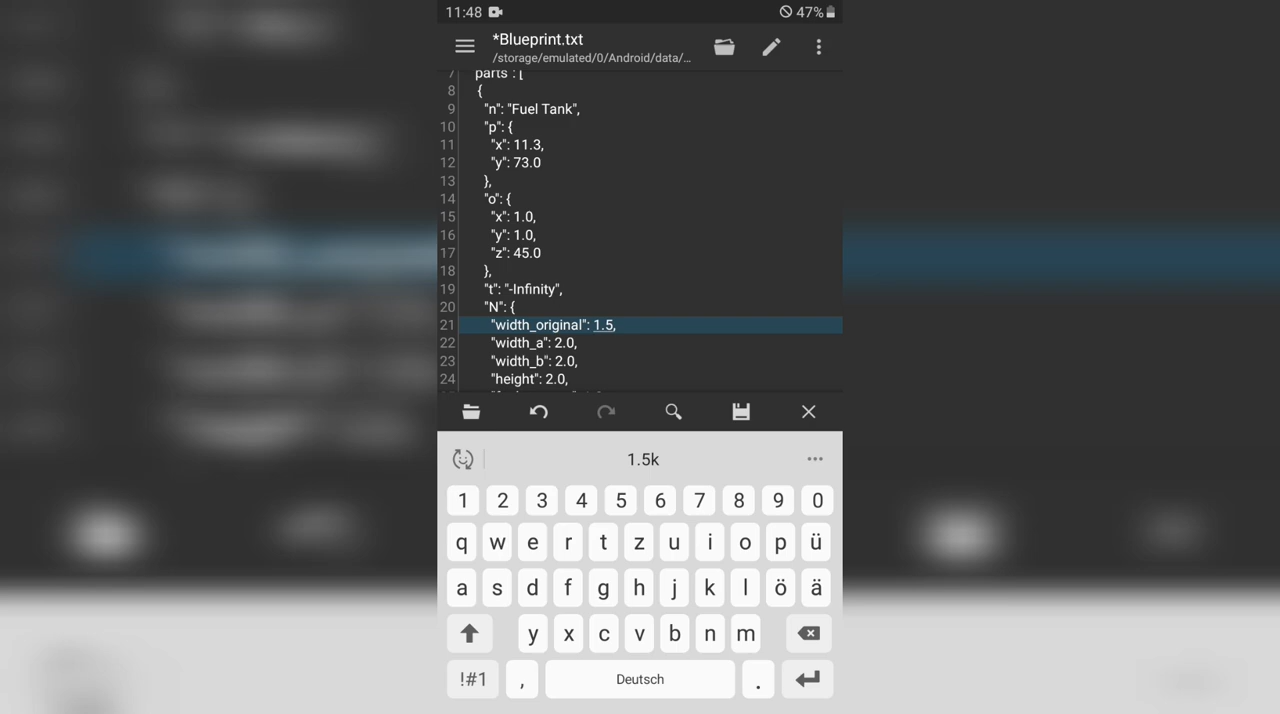 11:48 47%
*Blueprint.txt
/storage/emulated/0/Android/data/…
7 parts : [
8 {
9 "n": "Fuel Tank",
10 "p": {
11 "x": 11.3,
12 "y": 73.0
13 },
14 "o": {
15 "x": 1.0,
16 "y": 1.0,
17 "z": 45.0
18 },
19 "t": "-Infinity",
20 "N": {
21 "width_original": 1.5,
22 "width_a": 2.0,
23 "width_b": 2.0,
24 "height": 2.0,
1.5k
1 2 3 4 5 6 7 8 9 0
q w e r t z u i o p ü
a s d f g h j k l ö ä
y x c v b n m
!#1 , Deutsch .